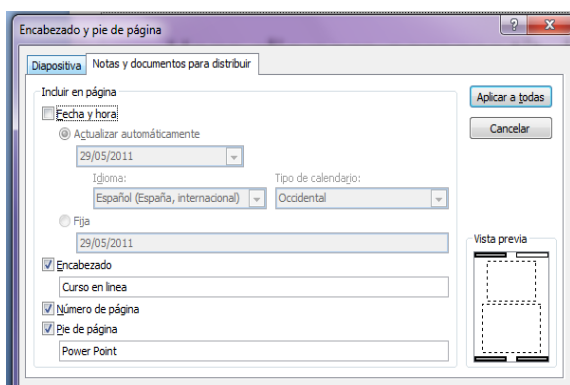 Encabezado y pie de página
Diapositiva Notas y documentos para distribuir
Incluir en página
Fecha y hora
Actualizar automáticamente
29/05/2011
Idioma: Tipo de calendario:
Español (España, internacional) Occidental
Fija
29/05/2011
Encabezado
Curso en linea
Número de página
Pie de página
Power Point
Aplicar a todas
Cancelar
Vista previa